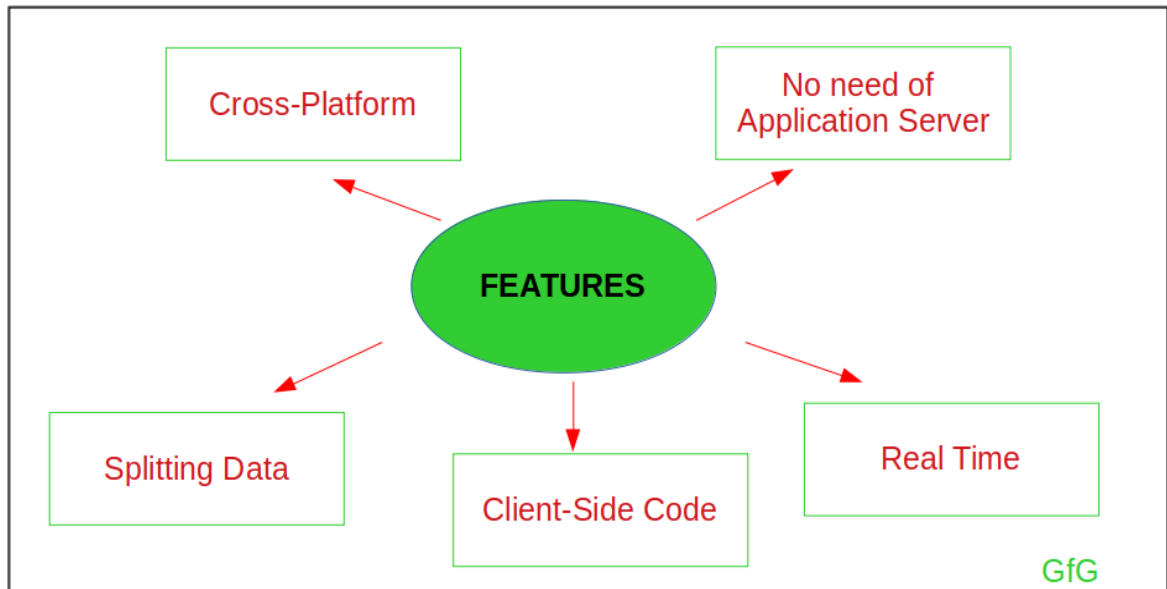 Cross-Platform
No need of
Application Server
FEATURES
Splitting Data
Client-Side Code
Real Time
GfG